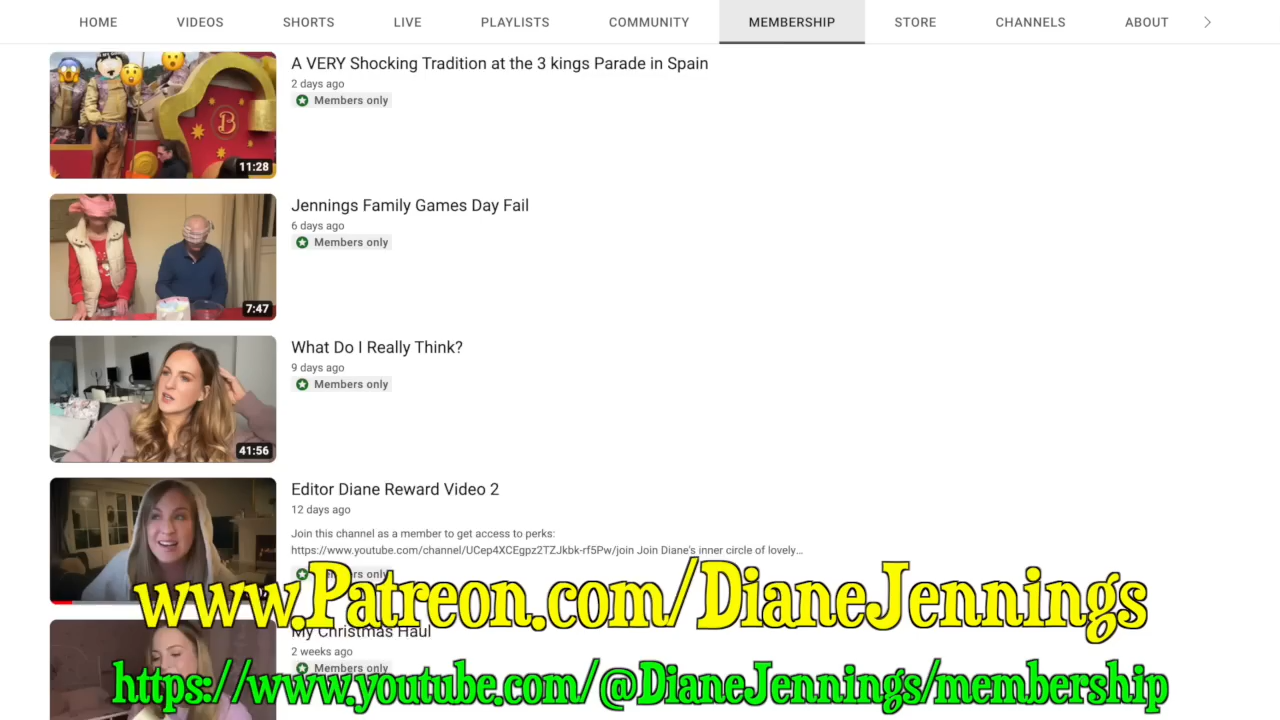 HOME VIDEOS SHORTS LIVE PLAYLISTS COMMUNITY MEMBERSHIP STORE CHANNELS ABOUT
A VERY Shocking Tradition at the 3 kings Parade in Spain
2 days ago
Members only
B
11:28
Jennings Family Games Day Fail
6 days ago
Members only
7:47
What Do I Really Think?
9 days ago
Members only
41:56
Editor Diane Reward Video 2
12 days ago
Join this channel as a member to get access to perks:
https://www.youtube.com/channel/UCep4XCEgpz2TZJkbk-rf5Pw/join Join Diane's inner circle of lovely...
www.Patreon.com/DianeJennings
My Christmas Haul
2 weeks ago
Members only
https://www.youtube.com/@DianeJennings/membership